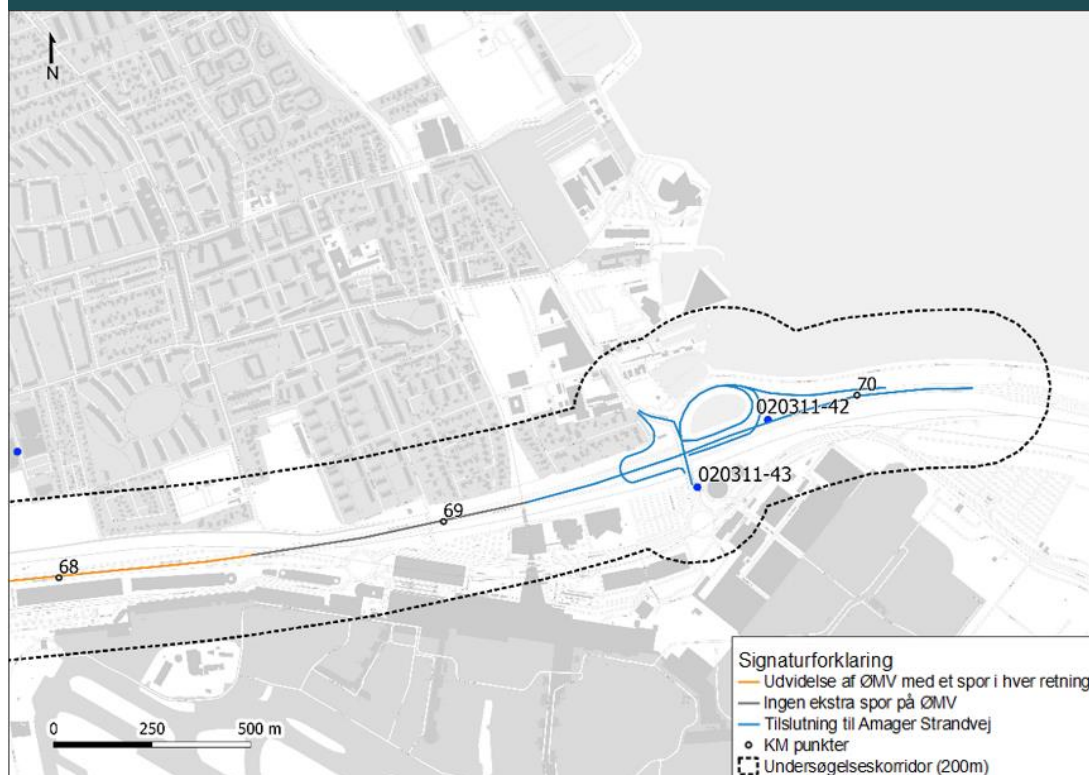 N
70
020311-42
020311-43
69
68
Signaturforklaring
Udvidelse af ØMV med et spor i hver retning
Ingen ekstra spor på ØMV
Tilslutning til Amager Strandvej
KM punkter
Undersøgelseskorridor (200m)
0 250 500 m